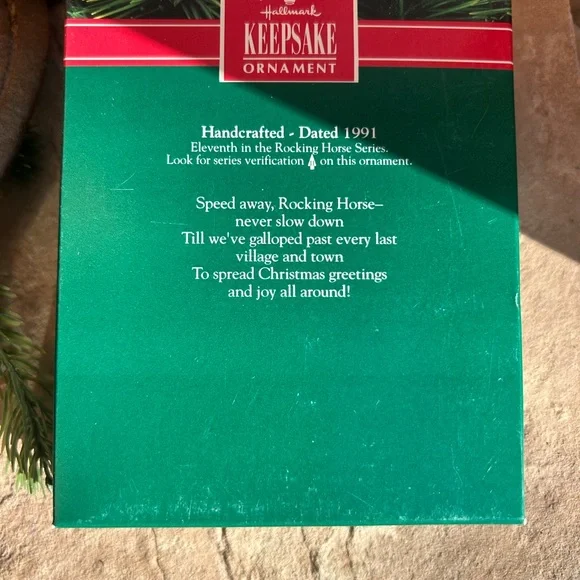 Hallmark
KEEPSAKE
ORNAMENT
Handcrafted - Dated 1991
Eleventh in the Rocking Horse Series.
Look for series verification on this ornament.
Speed away, Rocking Horse–
never slow down
Till we've galloped past every last
village and town
To spread Christmas greetings
and joy all around!